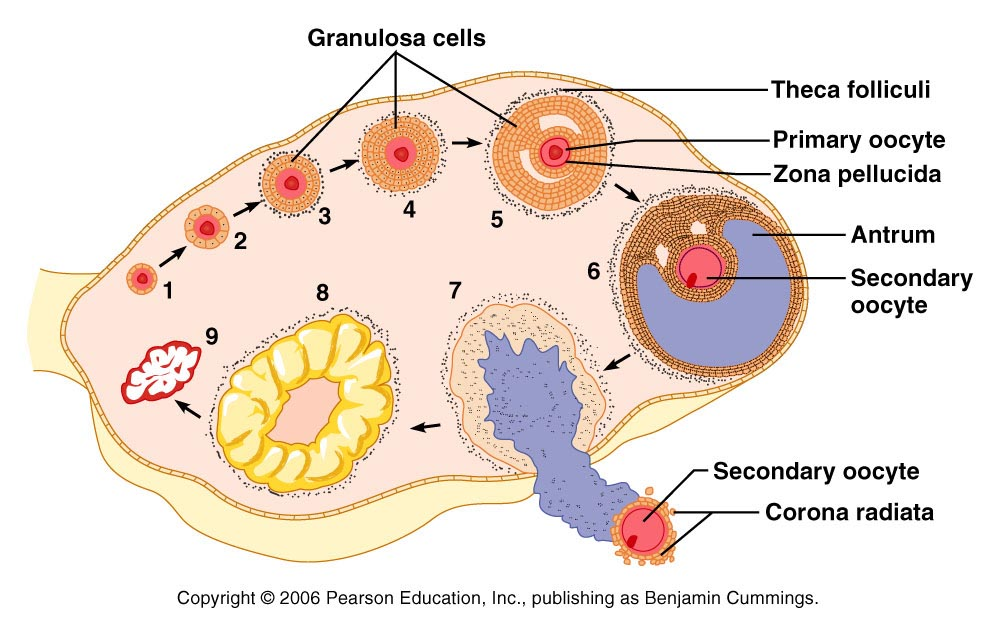 Granulosa cells
Theca folliculi
Primary oocyte
Zona pellucida
Antrum
Secondary
oocyte
1
2
3
4
5
6
7
8
9
Secondary oocyte
Corona radiata
Copyright © 2006 Pearson Education, Inc., publishing as Benjamin Cummings.